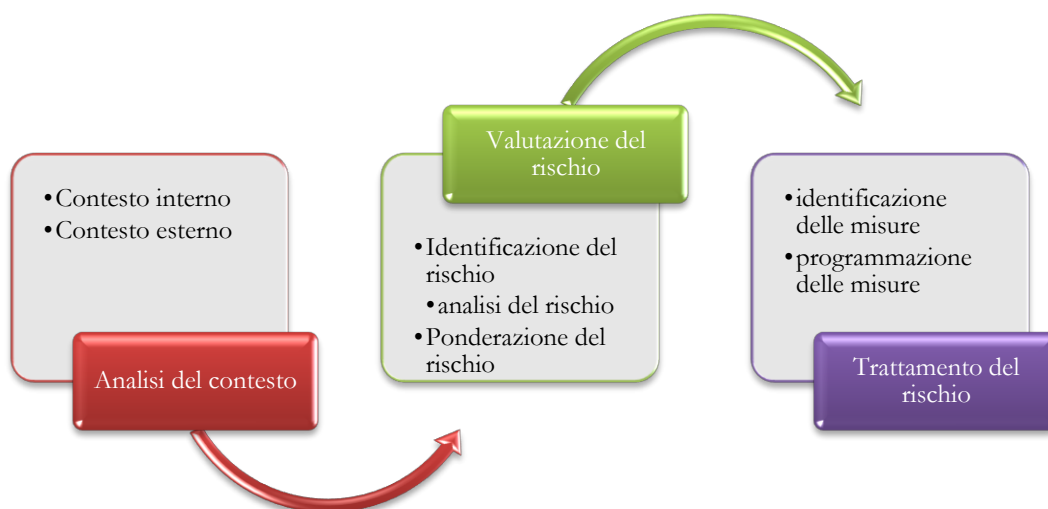 •Contesto interno
•Contesto esterno
Analisi del contesto
Valutazione del
rischio
•Identificazione del
rischio
•analisi del rischio
•Ponderazione del
rischio
•identificazione
delle misure
•programmazione
delle misure
Trattamento del
rischio